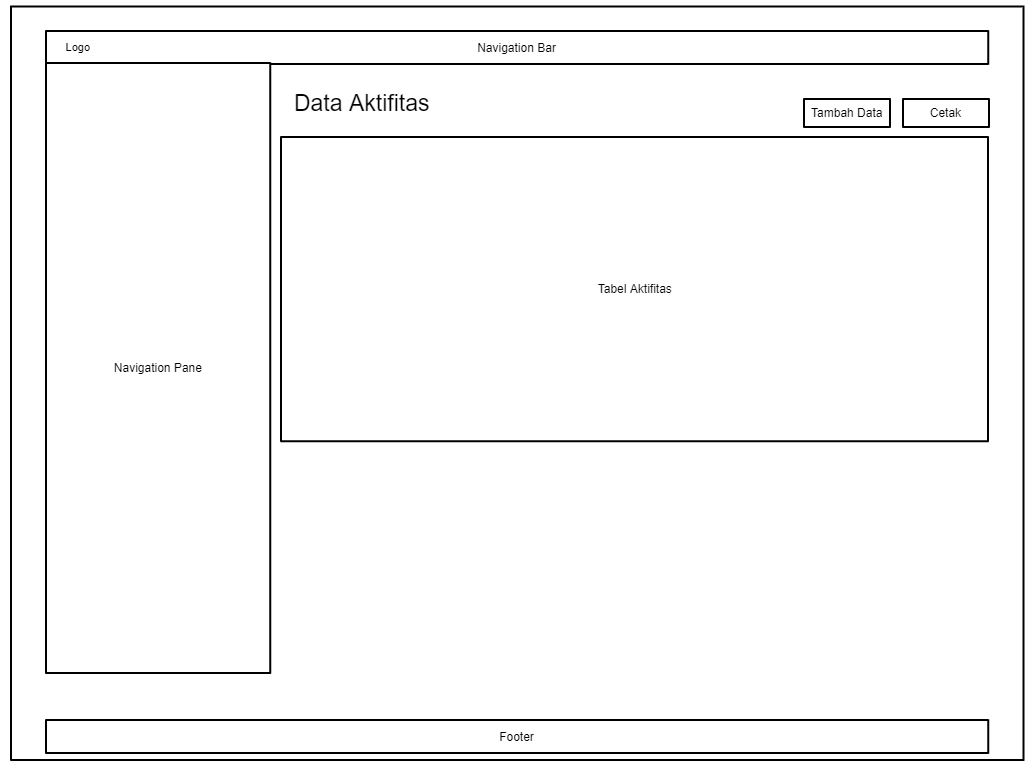 Logo
Navigation Bar
Data Aktifitas
Tambah Data
Cetak
Tabel Aktifitas
Navigation Pane
Footer